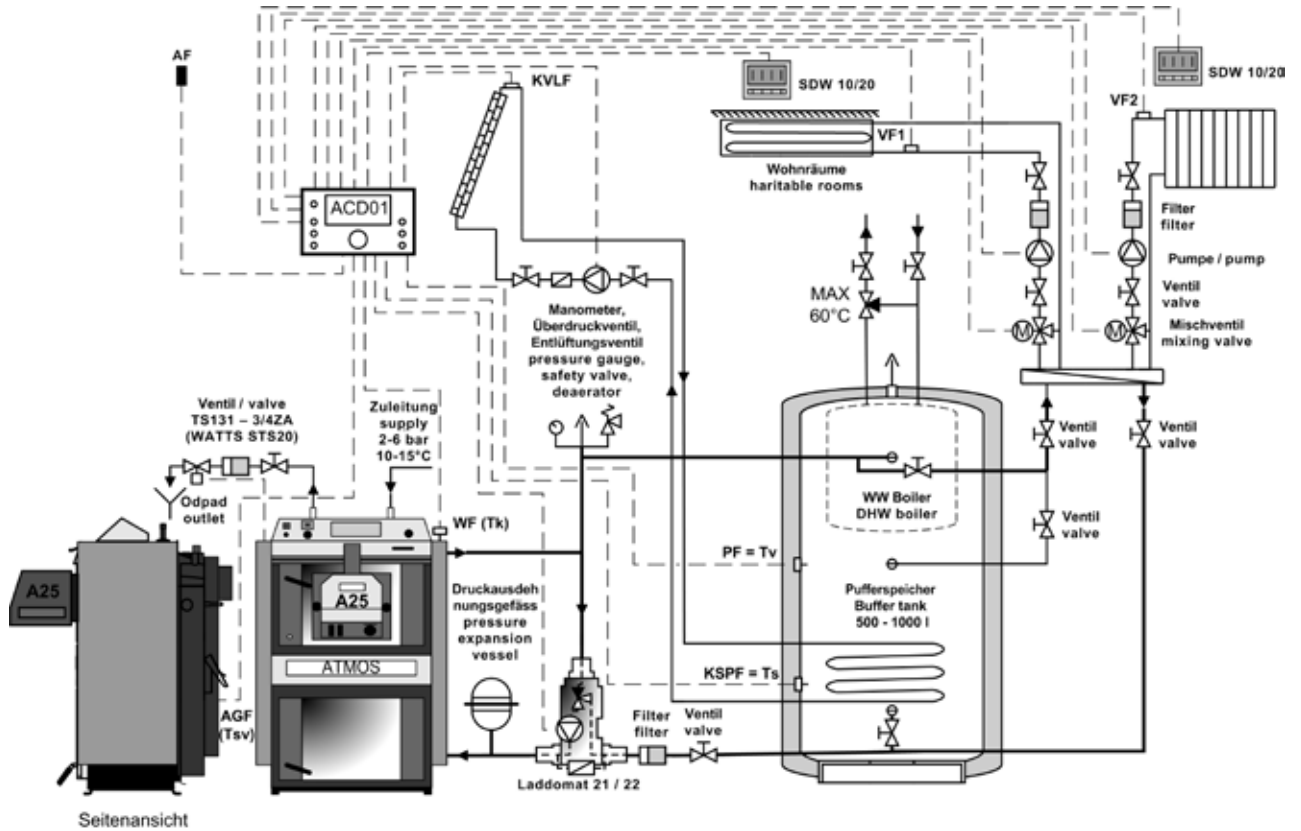 AF
KVLF
SDW 10/20
SDW 10/20
VF2
VF1
ACD01
Wohnräume
haritable rooms
Filter
filter
Pumpe / pump
MAX
60°C
Ventil
valve
M
M
Mischventil
mixing valve
Manometer,
Überdruckventil,
Entlüftungsventil
pressure gauge,
safety valve,
deaerator
Ventil / valve
TS131 – 3/4ZA
(WATTS STS20)
Zuleitung
supply
2-6 bar
10-15°C
Ventil
valve
Ventil
valve
Odpad
outlet
WW Boiler
DHW boiler
WF (Tk)
Ventil
valve
PF = Tv
A25
A25
Druckausdeh
nungsgefäss
pressure
expansion
vessel
Pufferspeicher
Buffer tank
500 - 1000 l
ATMOS
KSPF = Ts
AGF
(Tsv)
Filter
filter
Ventil
valve
Laddomat 21 / 22
Seitenansicht